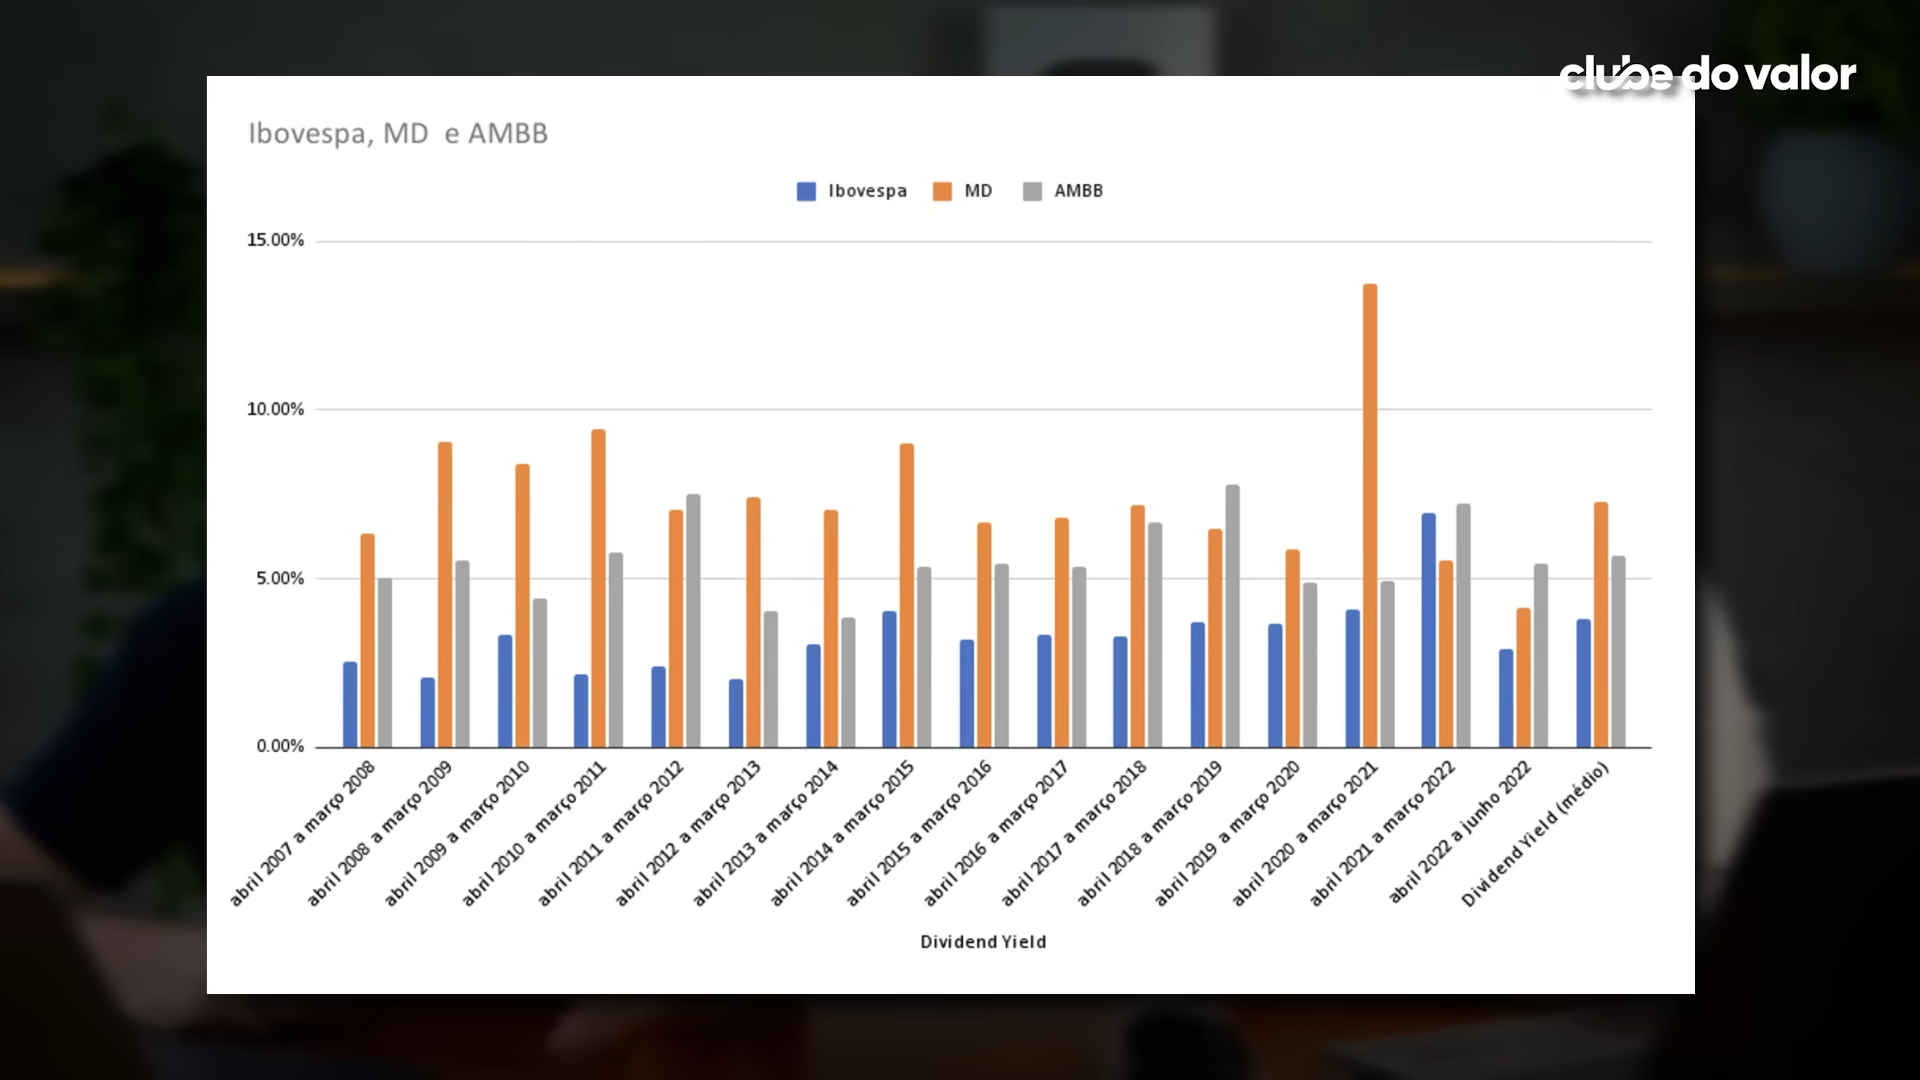 clube do valor
Ibovespa, MD e AMBB
Ibovespa MD AMBB
15.00%
10.00%
5.00%
0.00%
abril 2007 a março 2008
abril 2008 a março 2009
abril 2009 a março 2010
abril 2010 a março 2011
abril 2011 a março 2012
abril 2012 a março 2013
abril 2013 a março 2014
abril 2014 a março 2015
abril 2015 a março 2016
abril 2016 a março 2017
abril 2017 a março 2018
abril 2018 a março 2019
abril 2019 a março 2020
abril 2020 a março 2021
abril 2021 a março 2022
abril 2022 a junho 2022
Dividend Yield (médio)
Dividend Yield